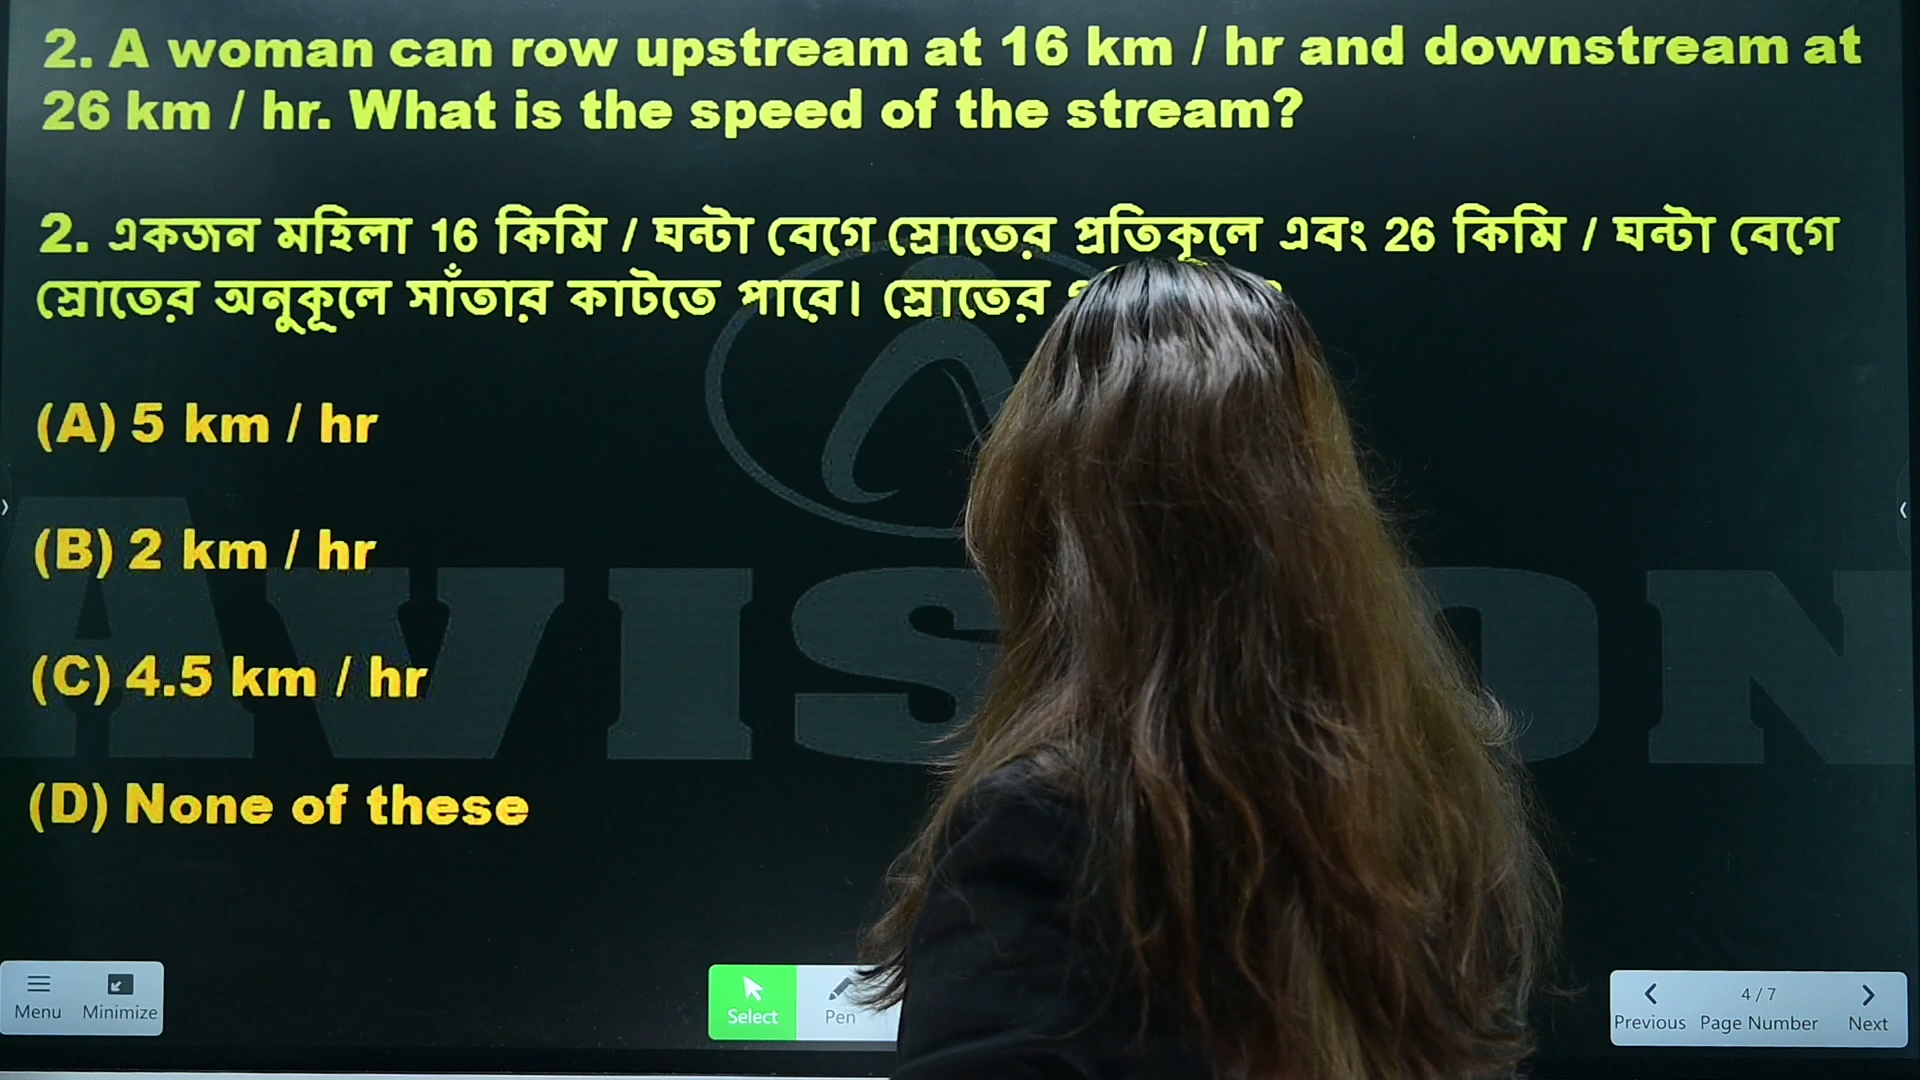 2. A woman can row upstream at 16 km / hr and downstream at
26 km / hr. What is the speed of the stream?
2. একজন মহিলা 16 কিমি / ঘন্টা বেগে স্রোতের প্রতিকূলে এবং 26 কিমি / ঘন্টা বেগে
স্রোতের অনুকূলে সাঁতার কাটতে পারে। স্রোতের
(A) 5 km / hr
(B) 2 km / hr
(C) 4.5 km / hr
(D) None of these
Menu Minimize
Select Pen
4 / 7
Previous Page Number Next